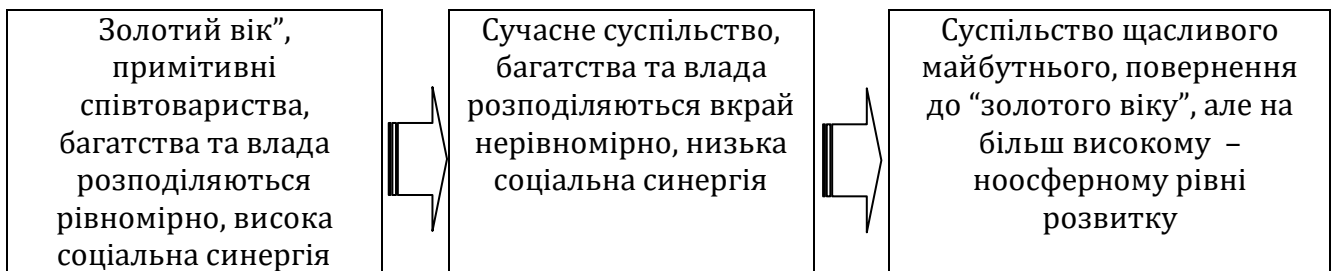 Золотий вік”,
примітивні
співтовариства,
багатства та влада
розподіляються
рівномірно, висока
соціальна синергія
Сучасне суспільство,
багатства та влада
розподіляються вкрай
нерівномірно, низька
соціальна синергія
Суспільство щасливого
майбутнього, повернення
до “золотого віку”, але на
більш високому –
ноосферному рівні
розвитку